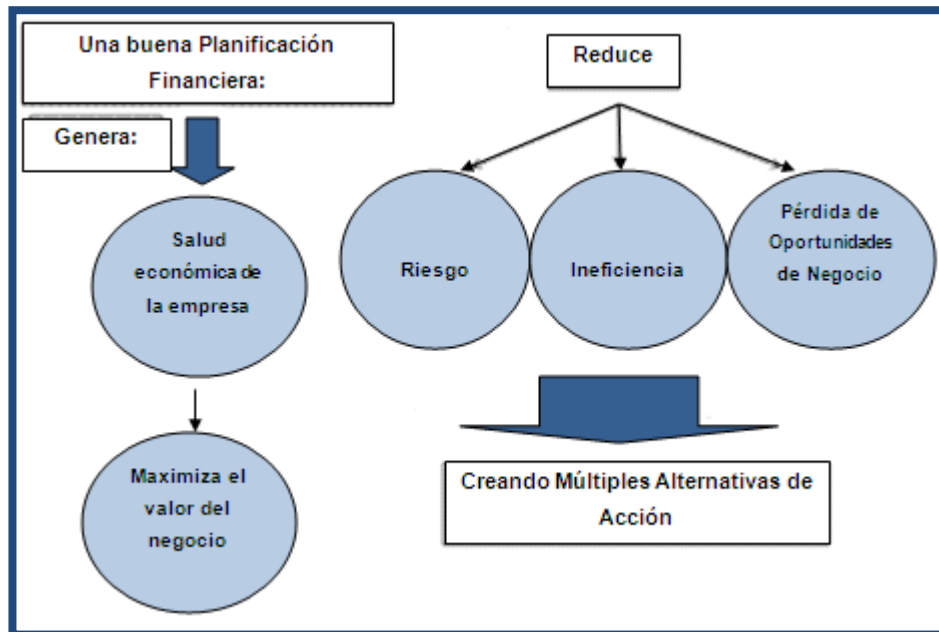 Una buena Planificación
Financiera:
Genera:
Salud
económica de
la empresa
Maximiza el
valor del
negocio
Reduce
Riesgo
Ineficiencia
Pérdida de
Oportunidades
de Negocio
Creando Múltiples Alternativas de
Acción